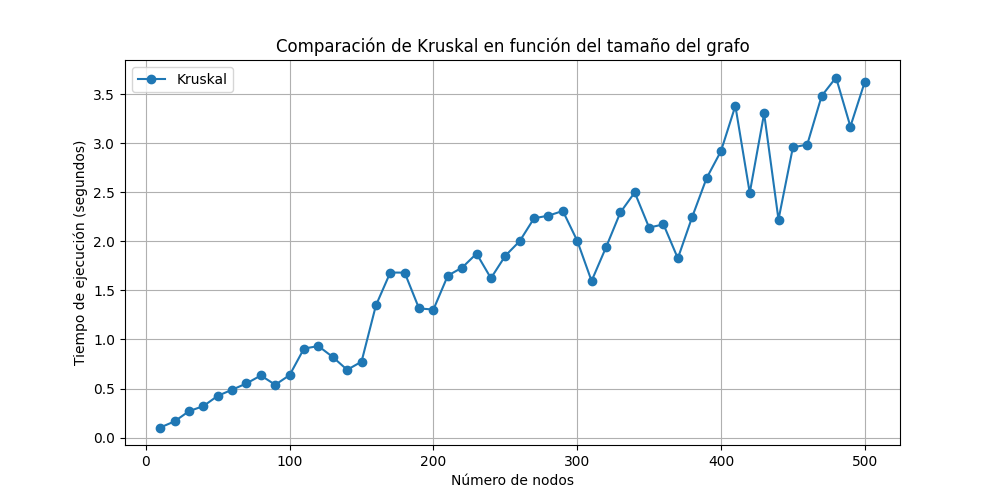 Comparación de Kruskal en función del tamaño del grafo
Kruskal
Tiempo de ejecución (segundos)
3.5
3.0
2.5
2.0
1.5
1.0
0.5
0.0
0 100 200 300 400 500
Número de nodos